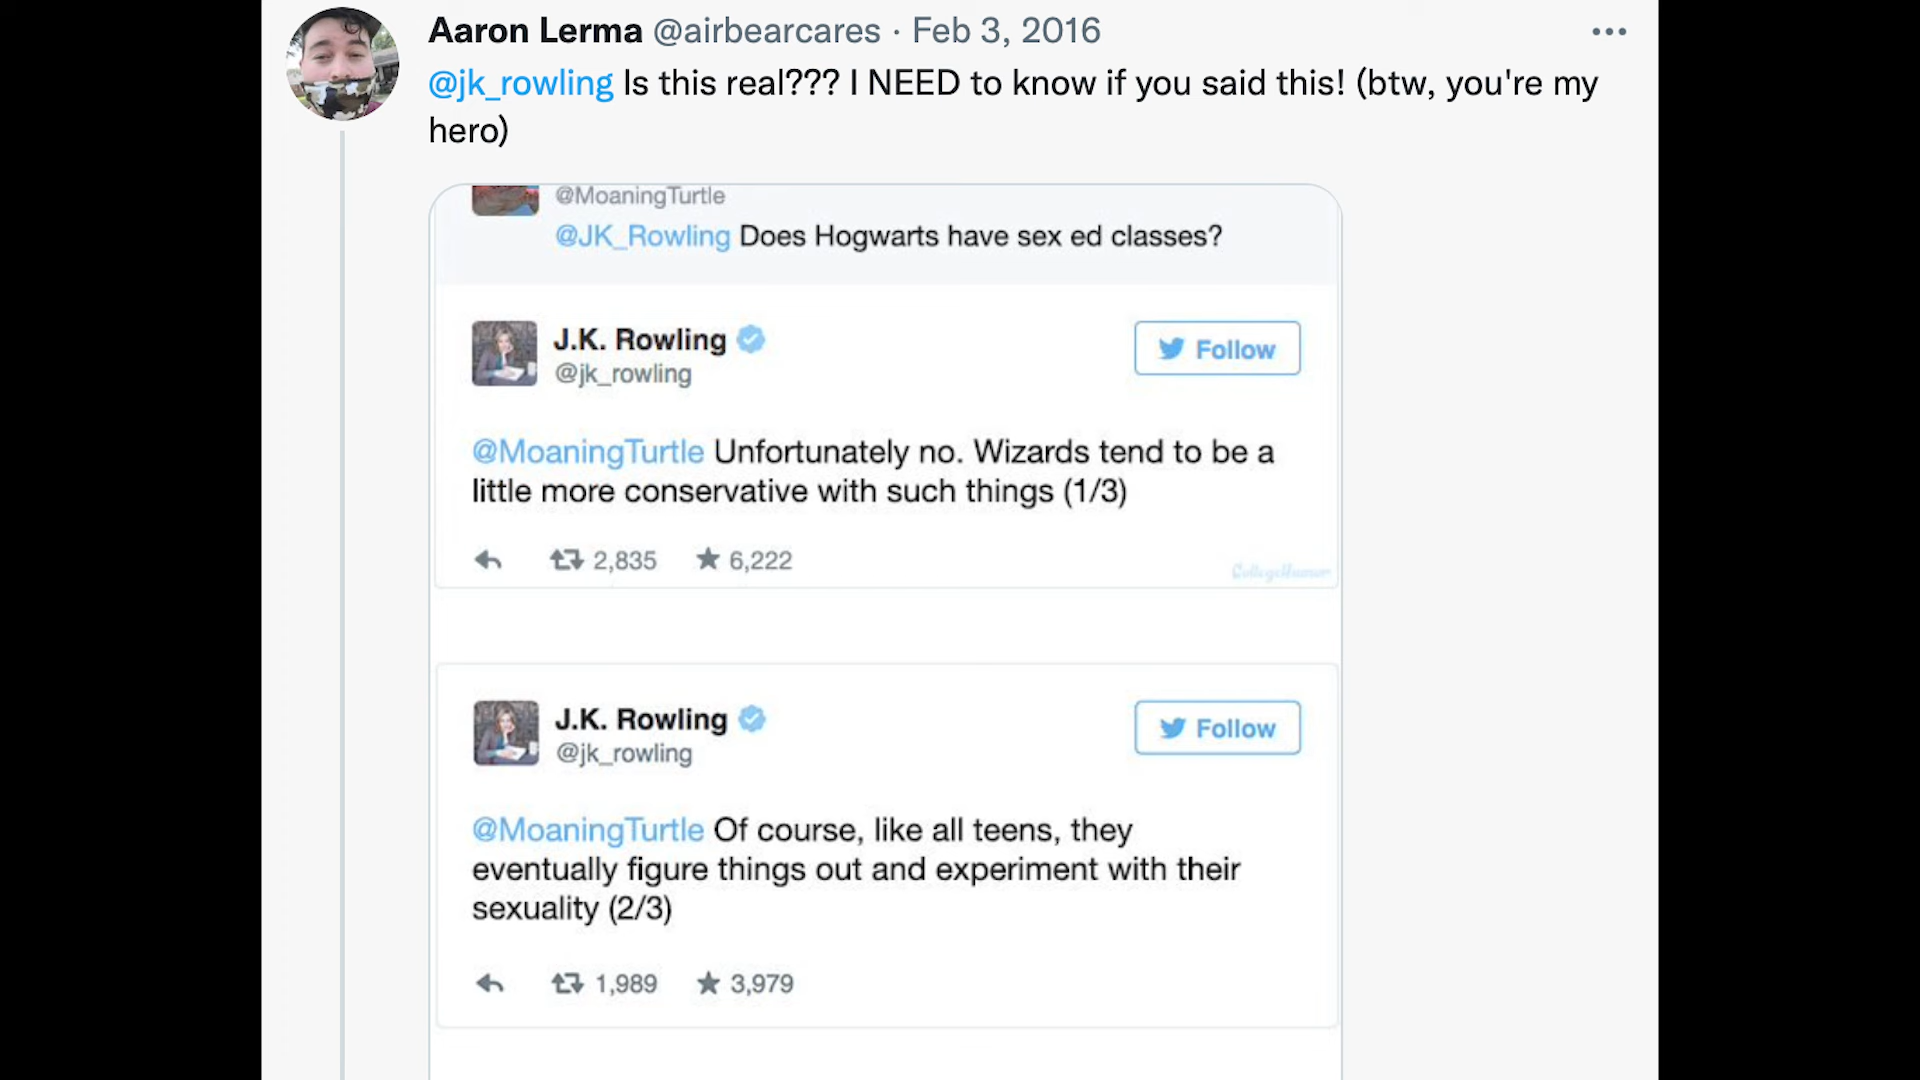 Aaron Lerma @airbearcares · Feb 3, 2016
@jk_rowling Is this real??? I NEED to know if you said this! (btw, you're my
hero)
@MoaningTurtle
@JK_Rowling Does Hogwarts have sex ed classes?
J.K. Rowling
@jk_rowling
Follow
@MoaningTurtle Unfortunately no. Wizards tend to be a
little more conservative with such things (1/3)
2,835 6,222
CollegeHumor
J.K. Rowling
@jk_rowling
Follow
@MoaningTurtle Of course, like all teens, they
eventually figure things out and experiment with their
sexuality (2/3)
1,989 3,979